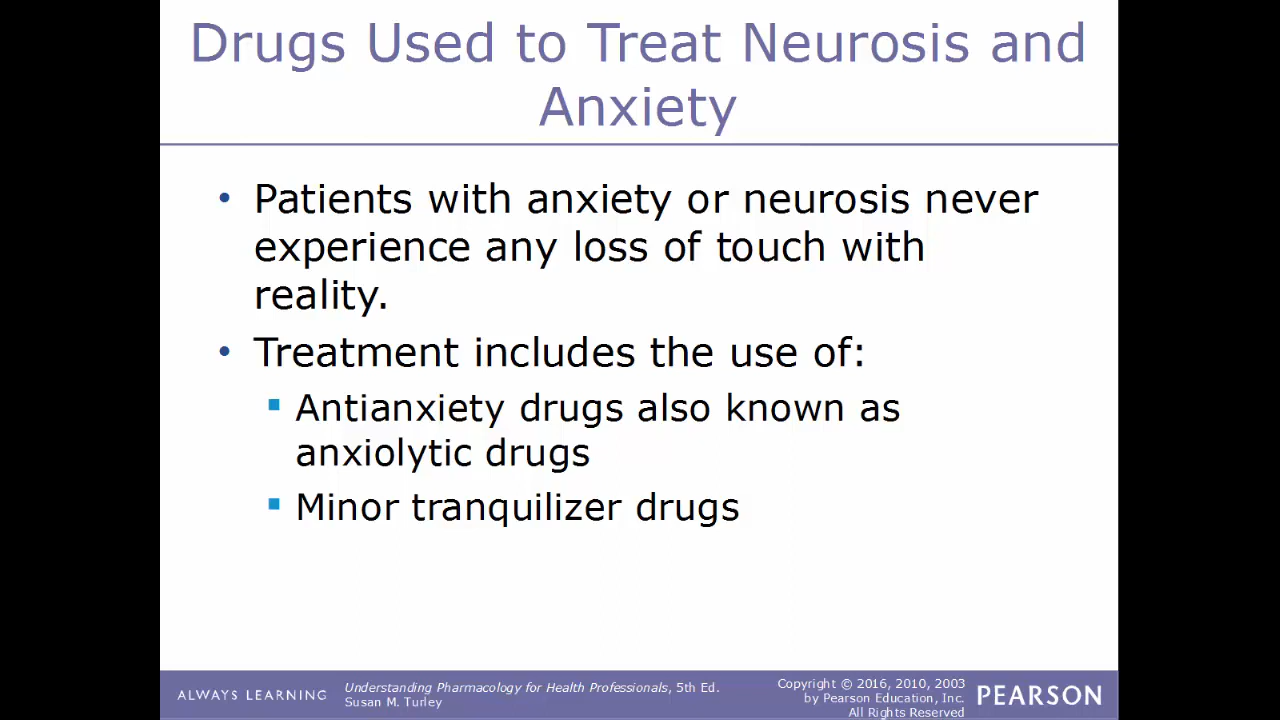 Drugs Used to Treat Neurosis and
Anxiety
• Patients with anxiety or neurosis never
experience any loss of touch with
reality.
• Treatment includes the use of:
▪ Antianxiety drugs also known as
anxiolytic drugs
▪ Minor tranquilizer drugs
ALWAYS LEARNING
Understanding Pharmacology for Health Professionals, 5th Ed.
Susan M. Turley
Copyright © 2016, 2010, 2003
by Pearson Education, Inc.
All Rights Reserved
PEARSON